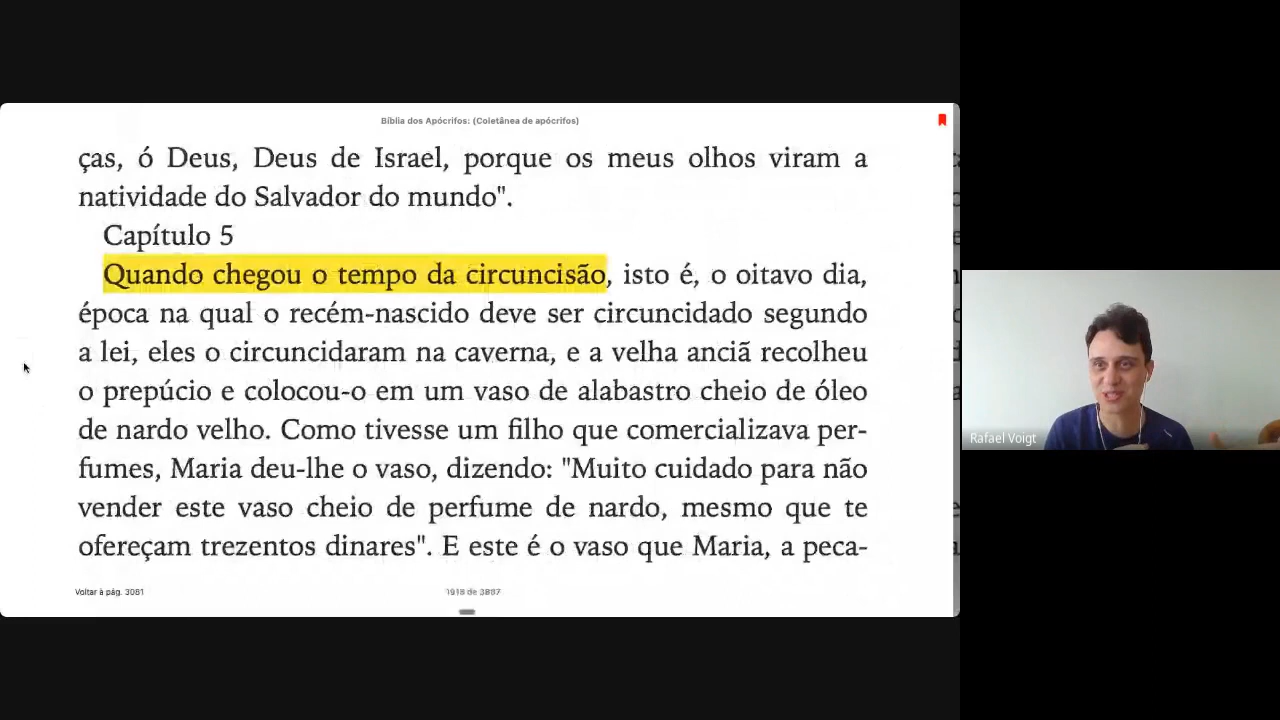 Bíblia dos Apócrifos: (Coletânea de apócrifos)
ças, ó Deus, Deus de Israel, porque os meus olhos viram a
natividade do Salvador do mundo".
Capítulo 5
Quando chegou o tempo da circuncisão, isto é, o oitavo dia,
época na qual o recém-nascido deve ser circuncidado segundo
a lei, eles o circuncidaram na caverna, e a velha anciã recolheu
o prepúcio e colocou-o em um vaso de alabastro cheio de óleo
de nardo velho. Como tivesse um filho que comercializava per-
fumes, Maria deu-lhe o vaso, dizendo: "Muito cuidado para não
vender este vaso cheio de perfume de nardo, mesmo que te
ofereçam trezentos dinares". E este é o vaso que Maria, a peca-
Voltar à pág. 3081
Rafael Voigt